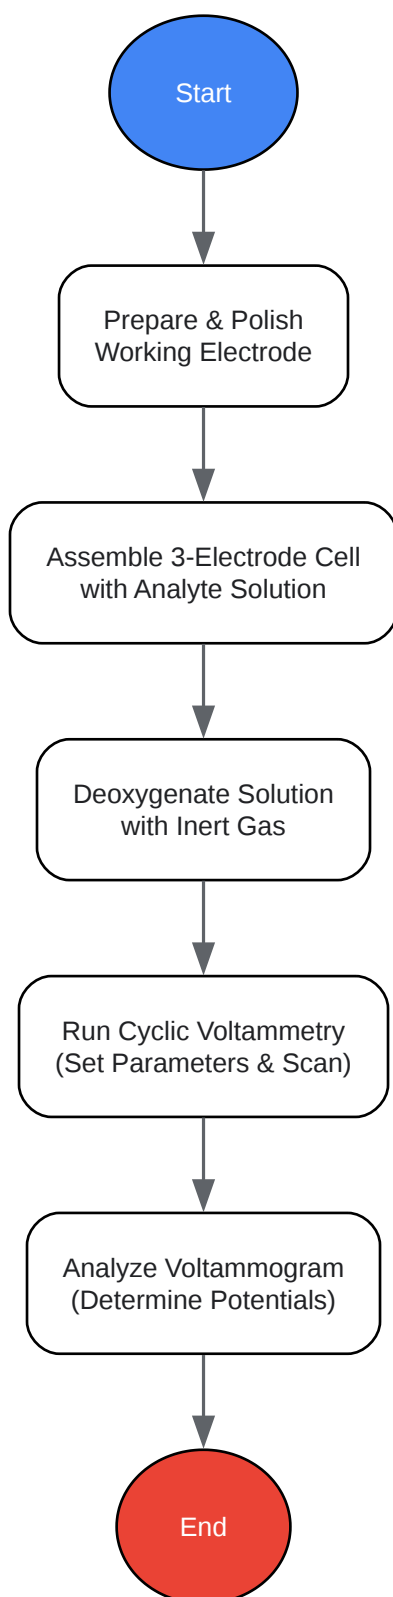 Start
Prepare & Polish
Working Electrode
Assemble 3-Electrode Cell
with Analyte Solution
Deoxygenate Solution
with Inert Gas
Run Cyclic Voltammetry
(Set Parameters & Scan)
Analyze Voltammogram
(Determine Potentials)
End